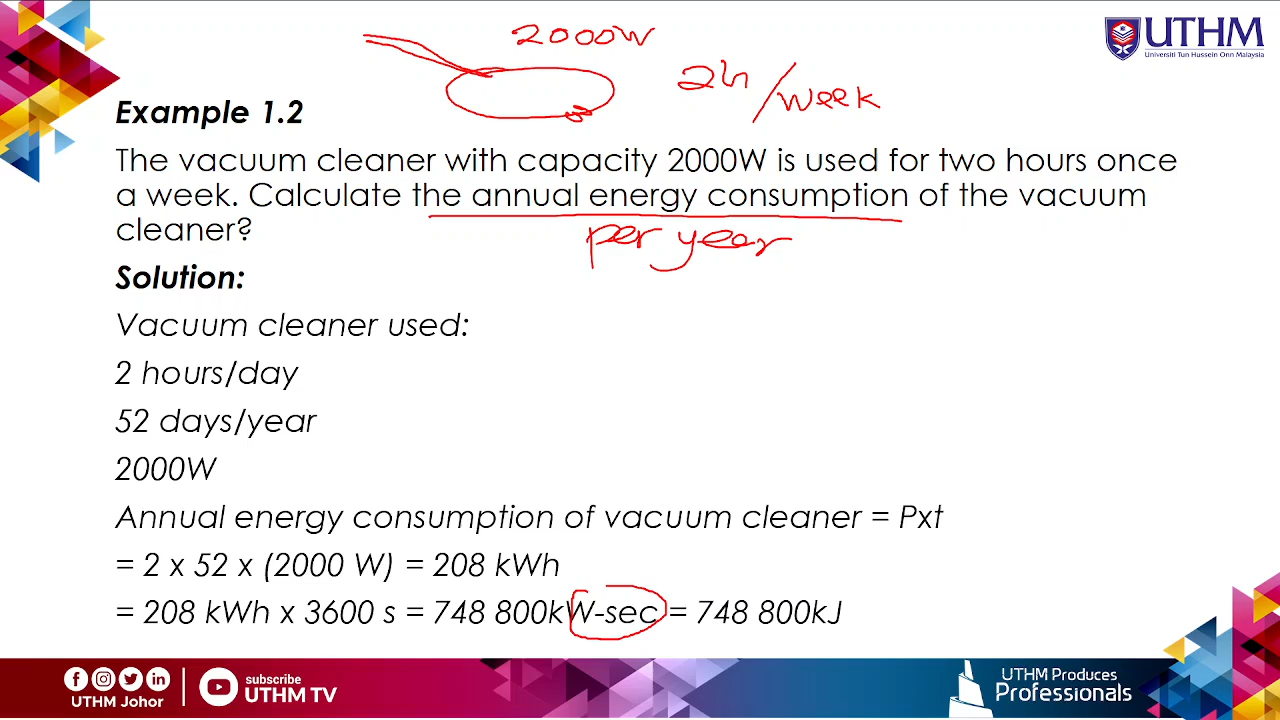 2000W
2h/week
UTHM
Universiti Tun Hussein Onn Malaysia
Example 1.2
The vacuum cleaner with capacity 2000W is used for two hours once
a week. Calculate the annual energy consumption of the vacuum
cleaner?
per year
Solution:
Vacuum cleaner used:
2 hours/day
52 days/year
2000W
Annual energy consumption of vacuum cleaner = Pxt
= 2 x 52 x (2000 W) = 208 kWh
= 208 kWh x 3600 s = 748 800kW-sec = 748 800kJ
UTHM Johor
subscribe
UTHM TV
UTHM Produces
Professionals